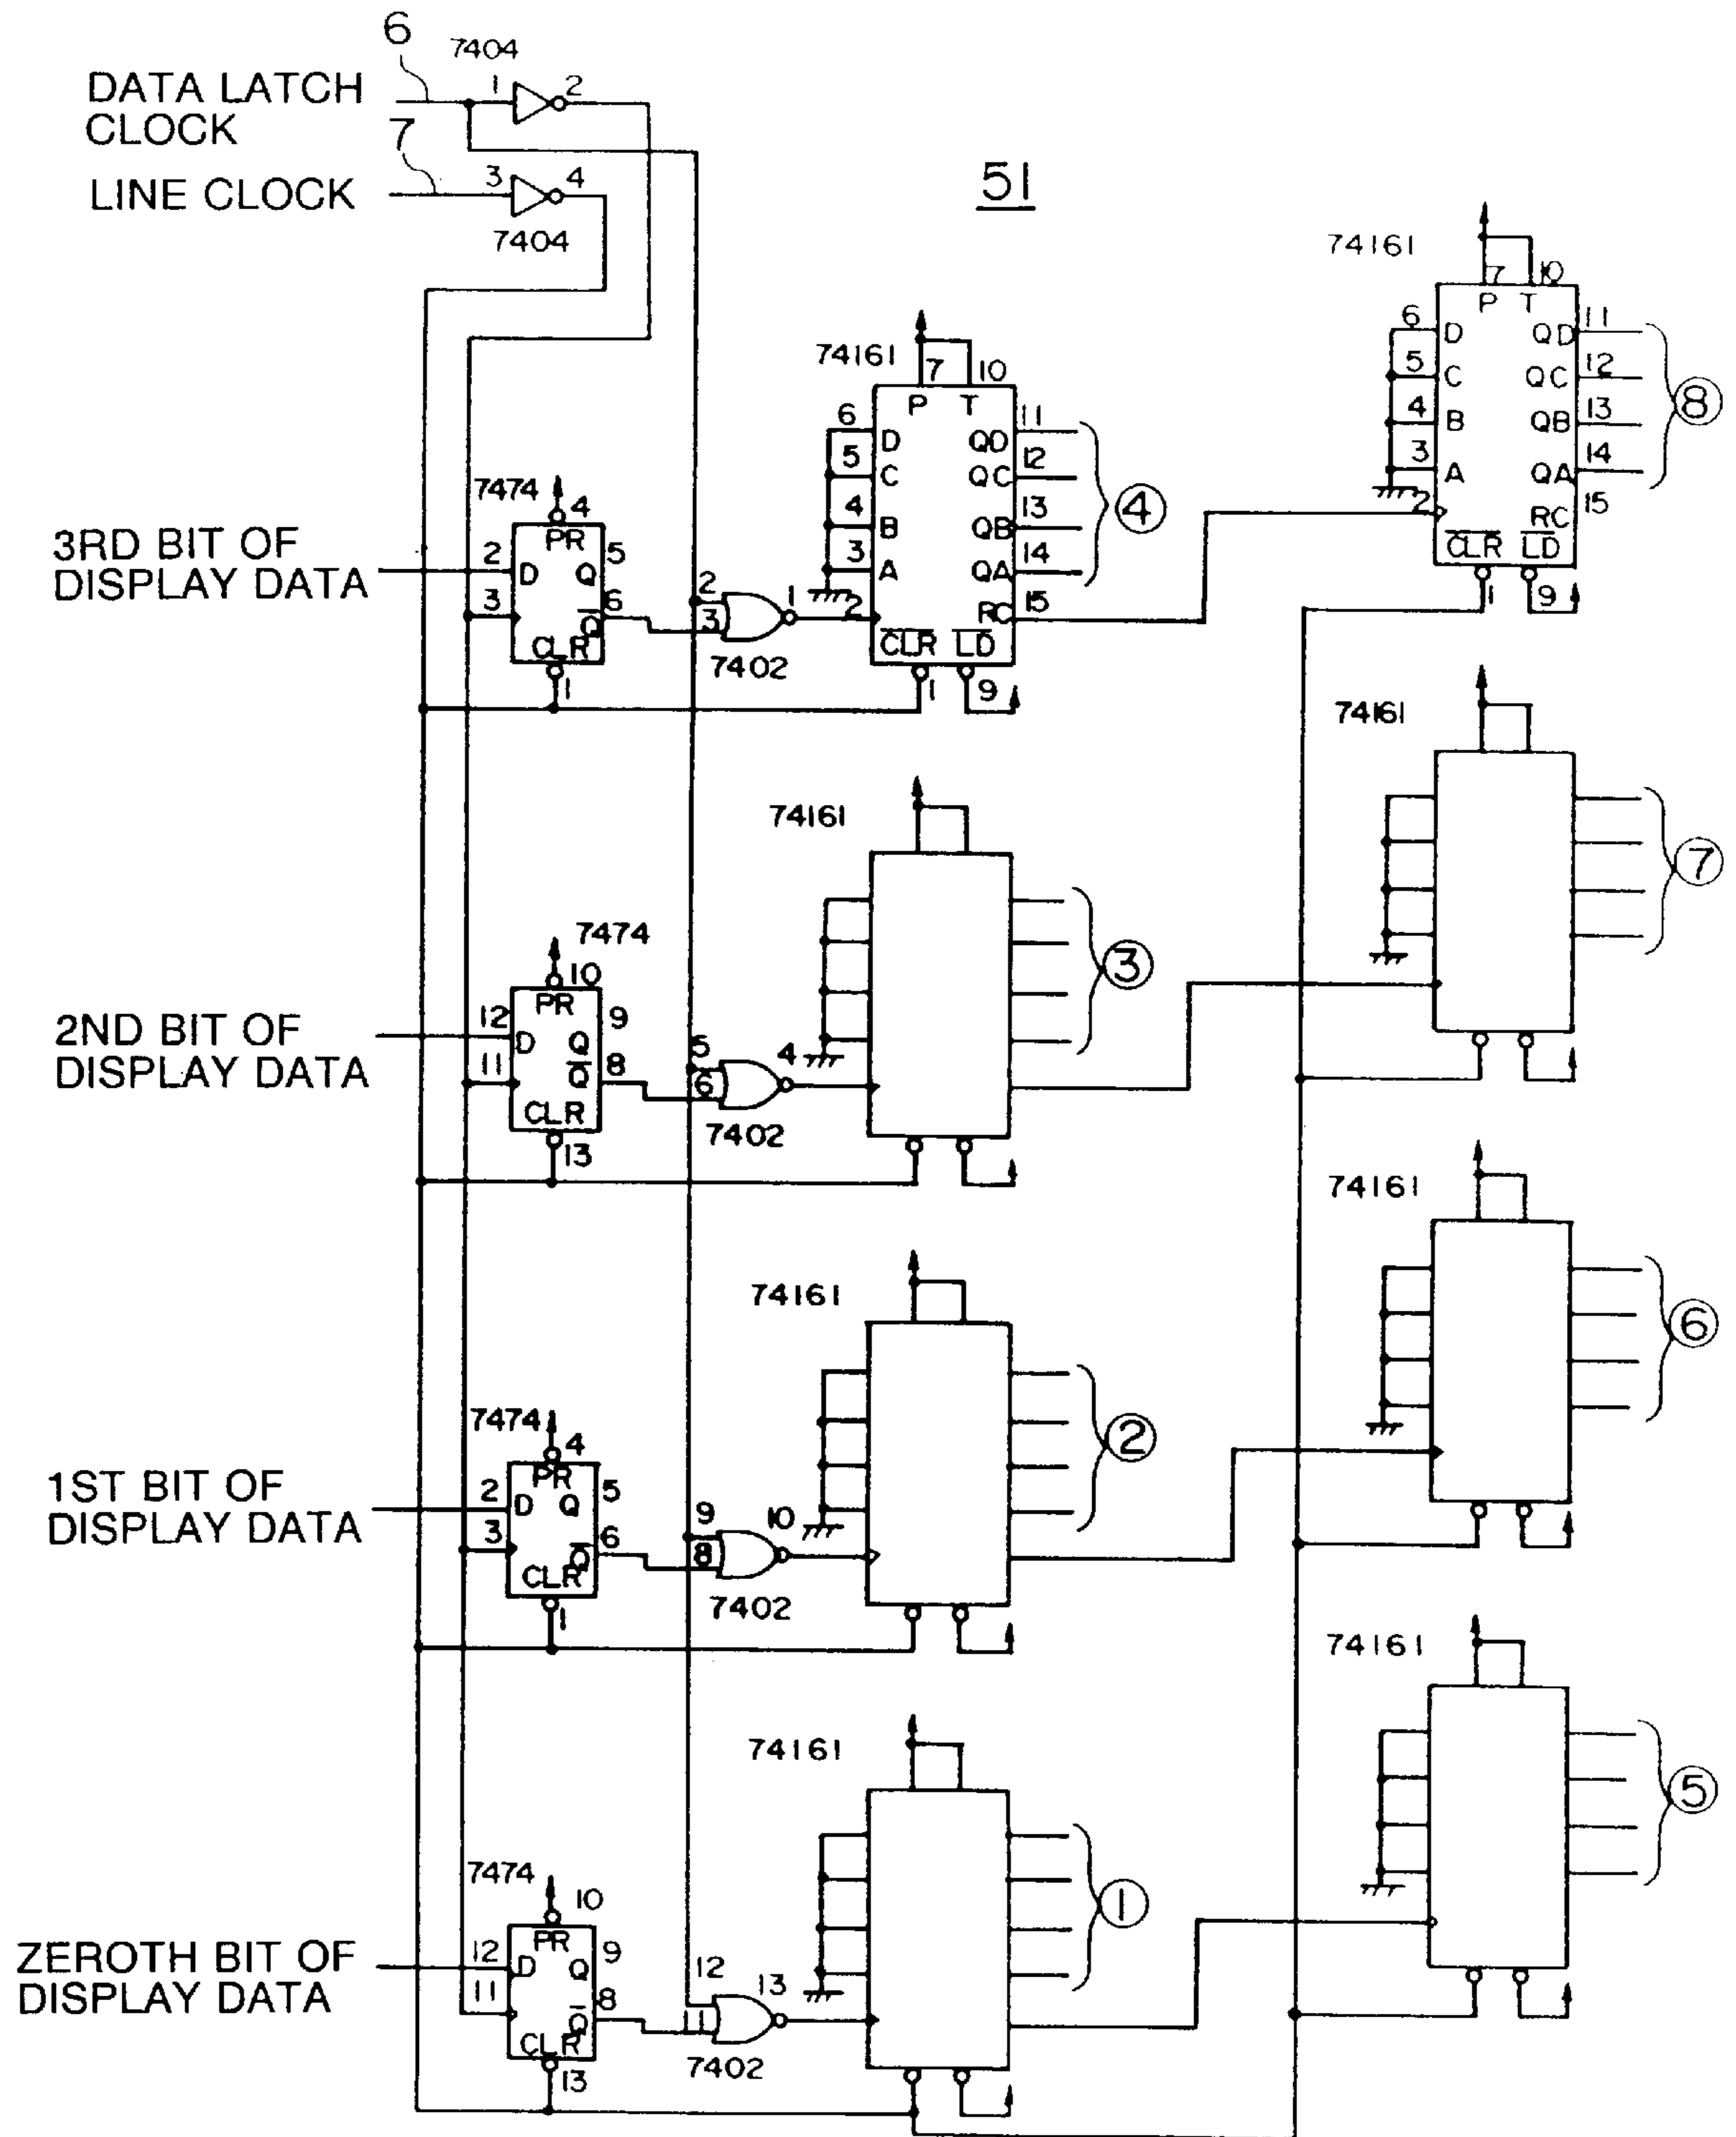 6
7404
DATA LATCH
CLOCK
1
2
7
LINE CLOCK
3
4
7404
51
74161
7
10
P
T
6
D
QD
11
5
C
QC
12
4
B
QB
13
3
A
QA
14
2
RC
15
CLR
LD
1
9
⑧
74161
7
10
P
T
6
D
QD
11
5
C
QC
12
4
B
QB
13
3
A
QA
14
2
RC
15
CLR
LD
1
9
④
3RD BIT OF
DISPLAY DATA
7474
4
PR
2
D
Q
5
3
Q
6
CLR
1
2
3
1
7402
74161
⑦
74161
③
2ND BIT OF
DISPLAY DATA
7474
10
PR
12
D
Q
9
11
Q
8
CLR
13
5
6
4
7402
74161
⑥
74161
②
1ST BIT OF
DISPLAY DATA
7474
4
PR
2
D
Q
5
3
Q
6
CLR
1
9
8
10
7402
74161
⑤
74161
①
ZEROTH BIT OF
DISPLAY DATA
7474
10
PR
12
D
Q
9
11
Q
8
CLR
13
12
11
13
7402